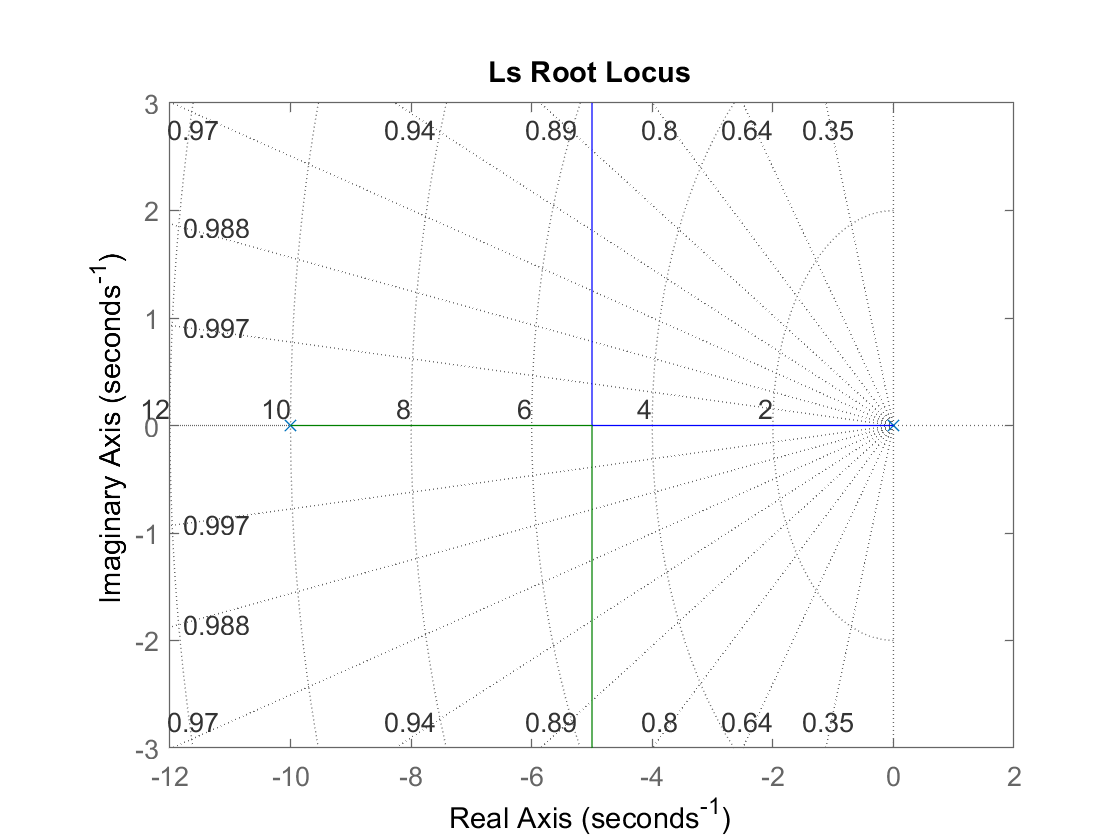 Ls Root Locus
3
0.97 0.94 0.89 0.8 0.64 0.35
2
0.988
1
0.997
12 10 8 6 4 2
0
0.997
-1
0.988
-2
0.97 0.94 0.89 0.8 0.64 0.35
-3
-12 -10 -8 -6 -4 -2 0 2
Real Axis (seconds⁻¹)
Imaginary Axis (seconds⁻¹)